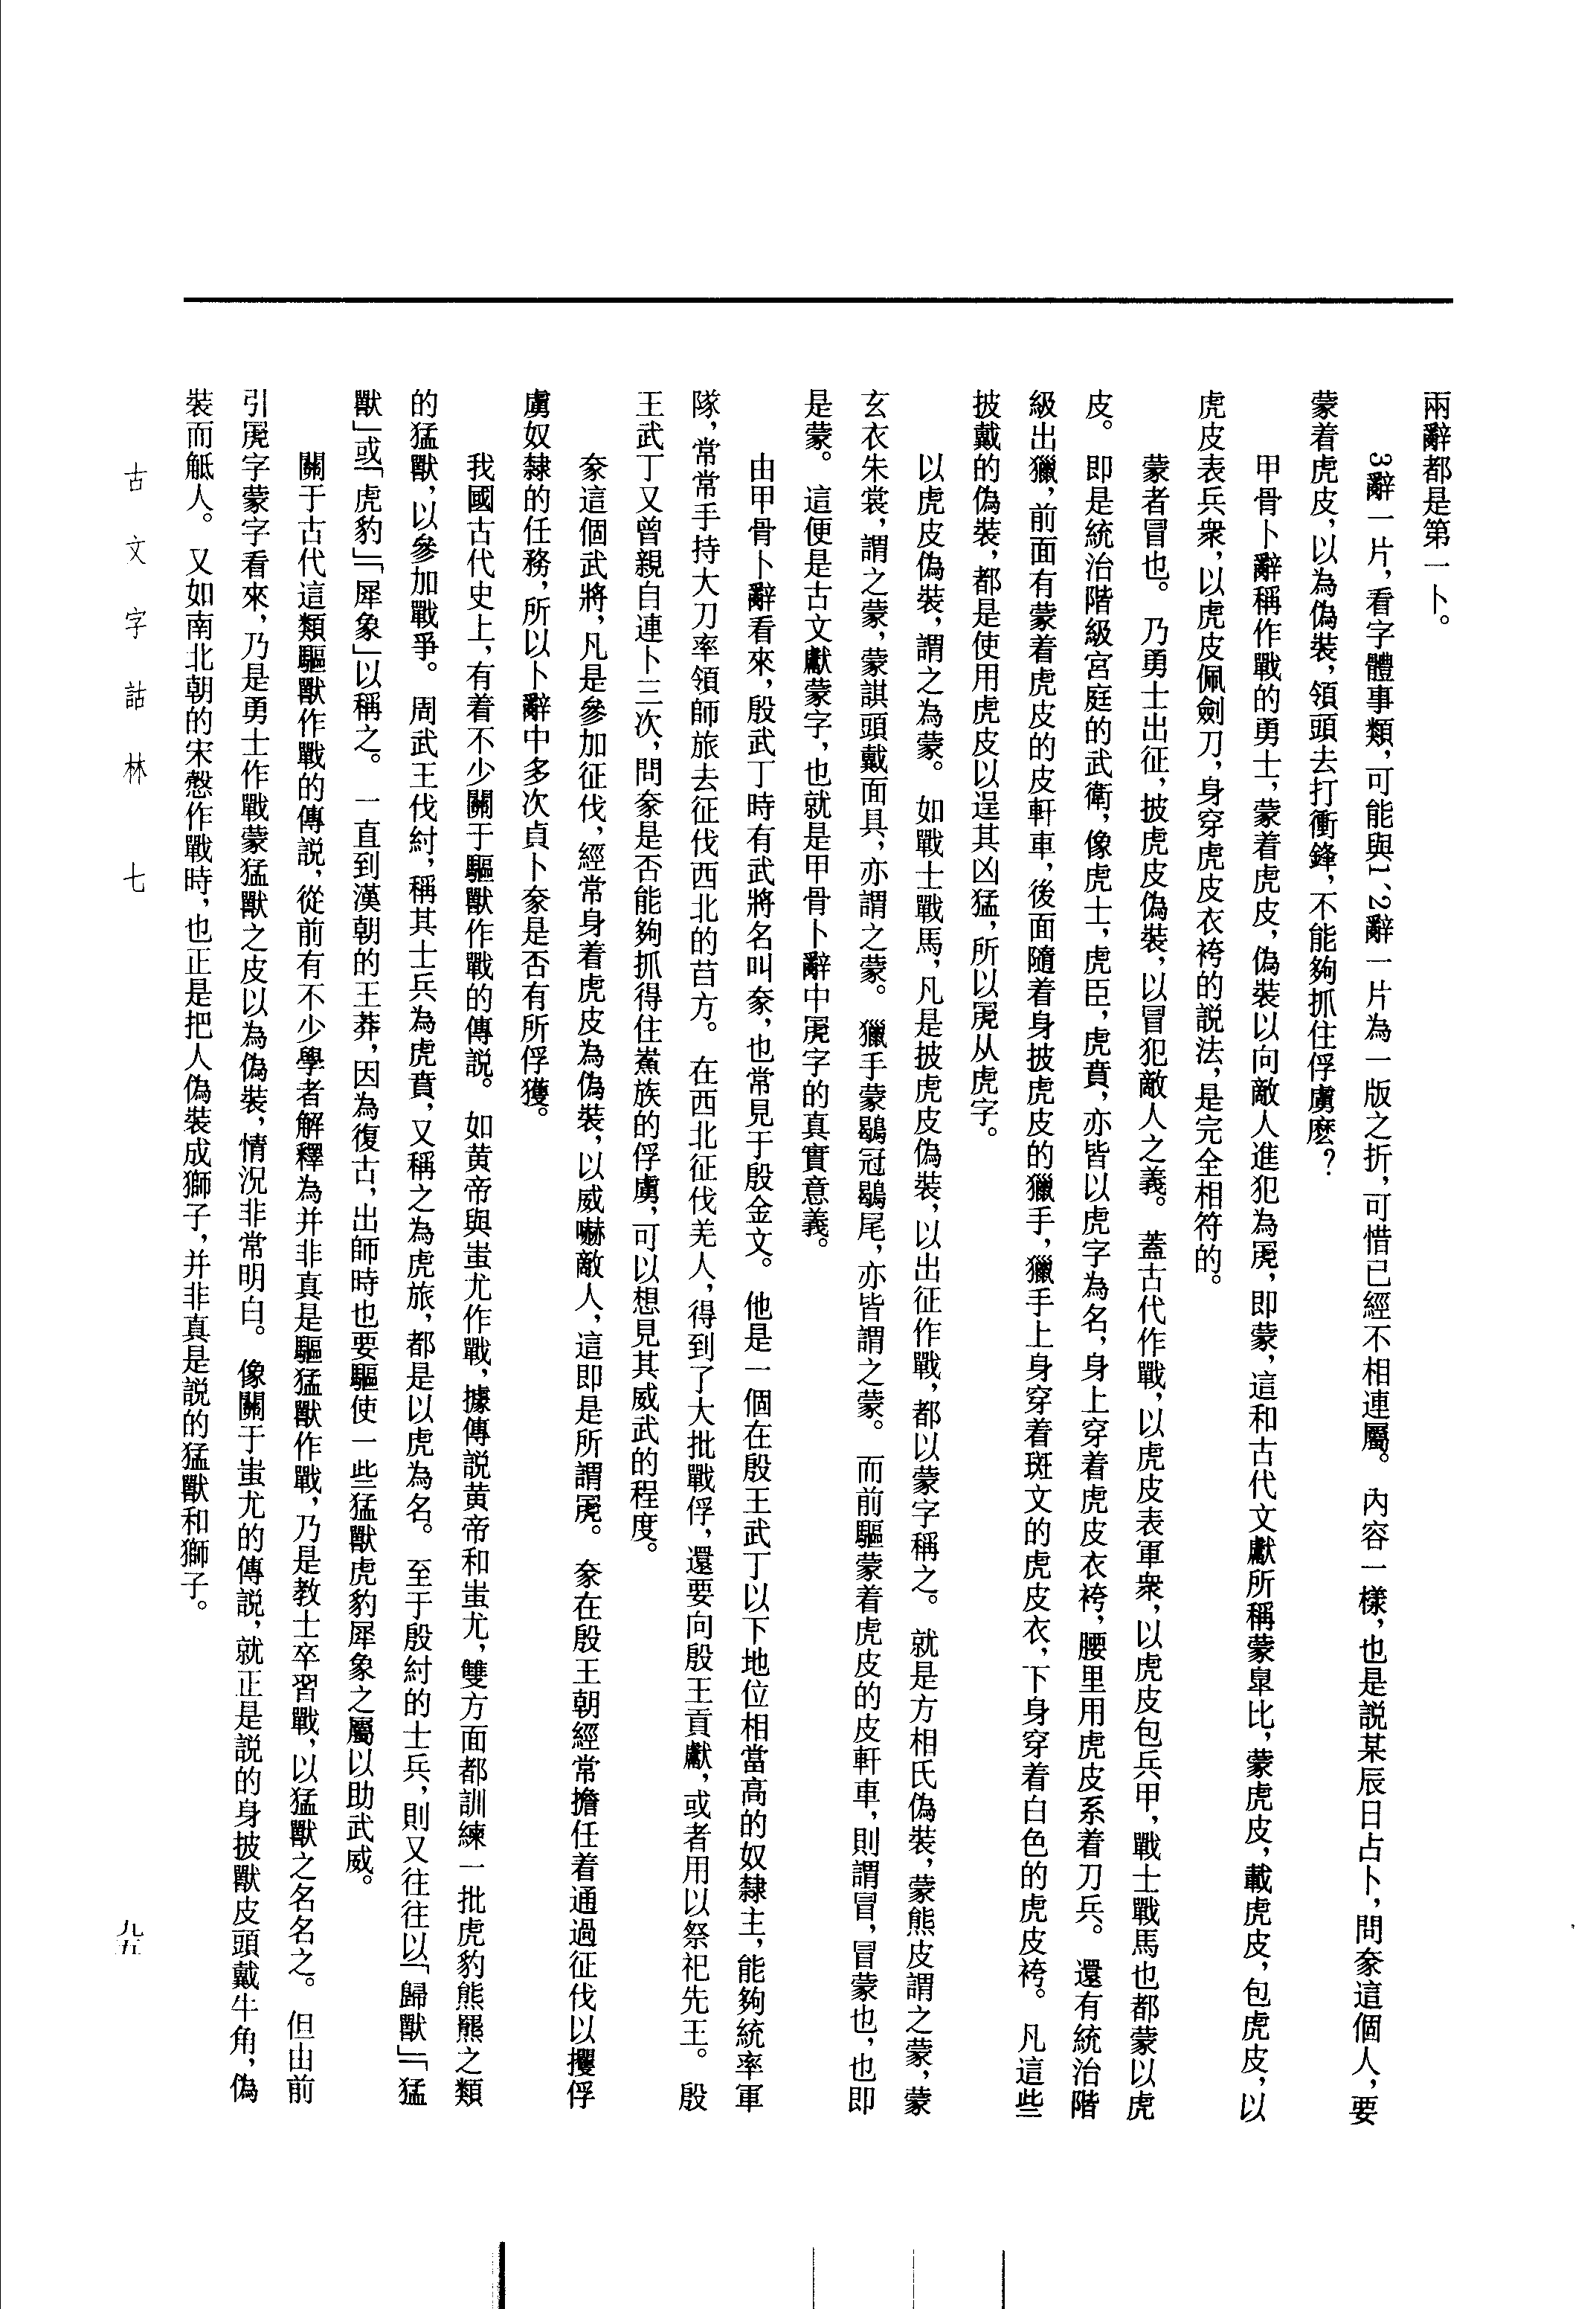 兩辭都是第一卜。
3辭一片，看字體事類，可能與1、2辭一片為一版之折，可惜已經不相連屬。內容一樣，也是説某辰日占卜，問㒸這個人，要
蒙着虎皮，以為偽裝，領頭去打衝鋒，不能夠抓住俘虜麽？
甲骨卜辭稱作戰的勇士，蒙着虎皮，偽裝以向敵人進犯為，即蒙，這和古代文獻所稱蒙臯比，蒙虎皮，載虎皮，包虎皮，以
虎皮表兵衆，以虎皮佩劍刀，身穿虎皮衣袴的説法，是完全相符的。
蒙者冒也。乃勇士出征，披虎皮偽裝，以冒犯敵人之義。蓋古代作戰，以虎皮表軍衆，以虎皮包兵甲，戰士戰馬也都蒙以虎
皮。即是統治階級宮庭的武衛，像虎士，虎臣，虎賁，亦皆以虎字為名，身上穿着虎皮衣袴，腰里用虎皮系着刀兵。還有統治階
級出獵，前面有蒙着虎皮的皮軒車，後面隨着身披虎皮的獵手，獵手上身穿着斑文的虎皮衣，下身穿着白色的虎皮袴。凡這些
披戴的偽裝，都是使用虎皮以逞其凶猛，所以从虎字。
以虎皮偽裝，謂之為蒙。如戰士戰馬，凡是披虎皮偽裝，以出征作戰，都以蒙字稱之。就是方相氏偽裝，蒙熊皮謂之蒙，蒙
玄衣朱裳，謂之蒙，蒙諆頭戴面具，亦謂之蒙。獵手蒙鶡冠鶡尾，亦皆謂之蒙。而前驅蒙着虎皮的皮軒車，則謂冒，冒蒙也，也即
是蒙。這便是古文獻蒙字，也就是甲骨卜辭中字的真實意義。
由甲骨卜辭看來，殷武丁時有武將名叫㒸，也常見于殷金文。他是一個在殷王武丁以下地位相當高的奴隸主，能夠統率軍
隊，常常手持大刀率領師旅去征伐西北的方。在西北征伐羌人，得到了大批戰俘，還要向殷王貢獻，或者用以祭祀先王。殷
王武丁又曾親自連卜三次，問㒸是否能夠抓得住族的俘虜，可以想見其威武的程度。
㒸這個武將，凡是參加征伐，經常身着虎皮為偽裝，以威嚇敵人，這即是所謂。㒸在殷王朝經常擔任着通過征伐以攫俘
虜奴隸的任務，所以卜辭中多次貞卜㒸是否有所俘獲。
我國古代史上，有着不少關于驅獸作戰的傳説。如黄帝與蚩尤作戰，據傳説黄帝和蚩尤，雙方面都訓練一批虎豹熊羆之類
的猛獸，以參加戰爭。周武王伐紂，稱其士兵為虎賁，又稱之為虎旅，都是以虎為名。至于殷紂的士兵，則又往往以「歸獸」「猛
獸」或「虎豹」「犀象」以稱之。一直到漢朝的王莽，因為復古，出師時也要驅使一些猛獸虎豹犀象之屬以助武威。
關于古代這類驅獸作戰的傳説，從前有不少學者解釋為并非真是驅猛獸作戰，乃是教士卒習戰，以猛獸之名名之。但由前
引字蒙字看來，乃是勇士作戰蒙猛獸之皮以為偽裝，情況非常明白。像關于蚩尤的傳説，就正是説的身披獸皮頭戴牛角，偽
裝而觝人。又如南北朝的宋慤作戰時，也正是把人偽裝成獅子，并非真是説的猛獸和獅子。
古文字詁林　七
九五